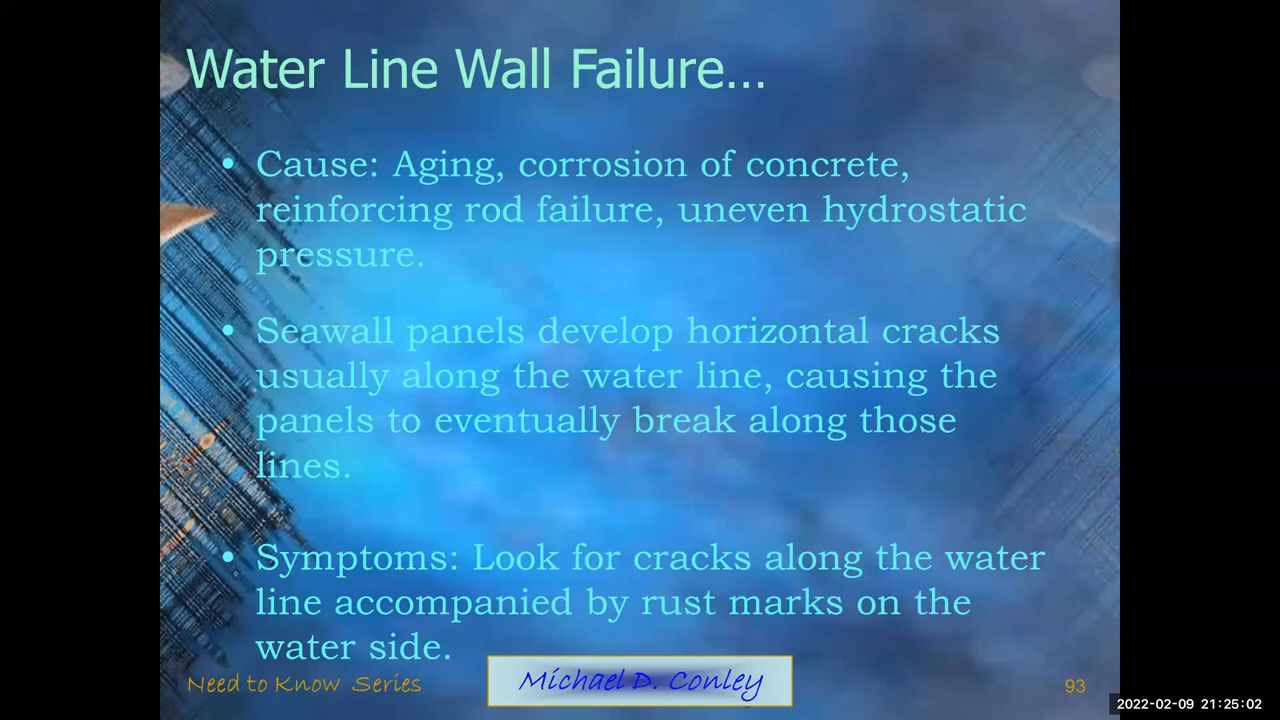 Water Line Wall Failure...
• Cause: Aging, corrosion of concrete,
reinforcing rod failure, uneven hydrostatic
pressure.
• Seawall panels develop horizontal cracks
usually along the water line, causing the
panels to eventually break along those
lines.
• Symptoms: Look for cracks along the water
line accompanied by rust marks on the
water side.
Need to Know Series
Michael D. Conley
93
2022-02-09 21:25:02